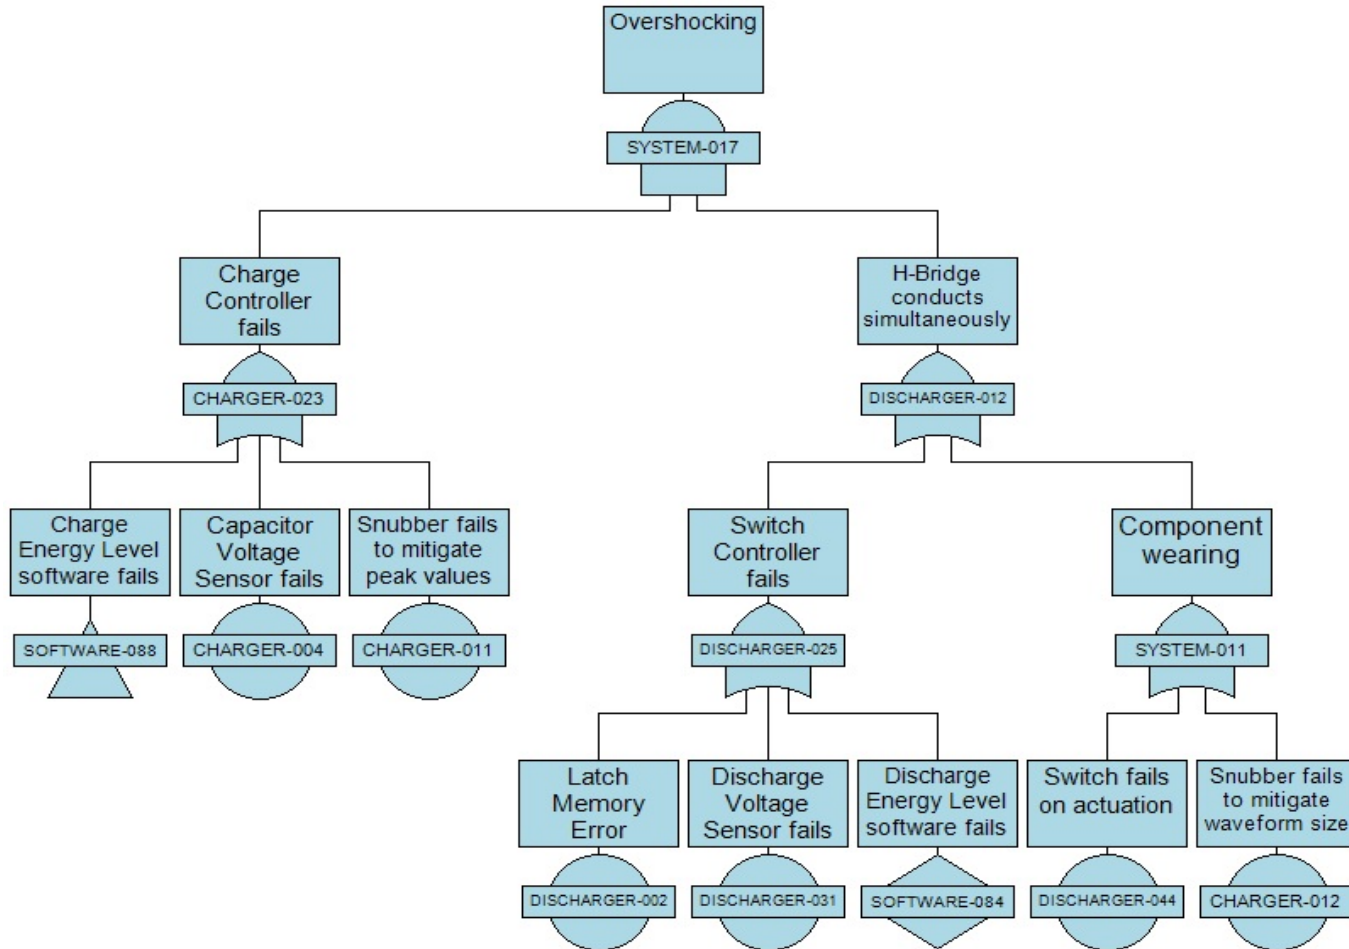 Overshocking
SYSTEM-017
Charge
Controller
fails
H-Bridge
conducts
simultaneously
CHARGER-023
DISCHARGER-012
Charge
Energy Level
software fails
Capacitor
Voltage
Sensor fails
Snubber fails
to mitigate
peak values
Switch
Controller
fails
Component
wearing
SOFTWARE-088
CHARGER-004
CHARGER-011
DISCHARGER-025
SYSTEM-011
Latch
Memory
Error
Discharge
Voltage
Sensor fails
Discharge
Energy Level
software fails
Switch fails
on actuation
Snubber fails
to mitigate
waveform size
DISCHARGER-002
DISCHARGER-031
SOFTWARE-084
DISCHARGER-044
CHARGER-012